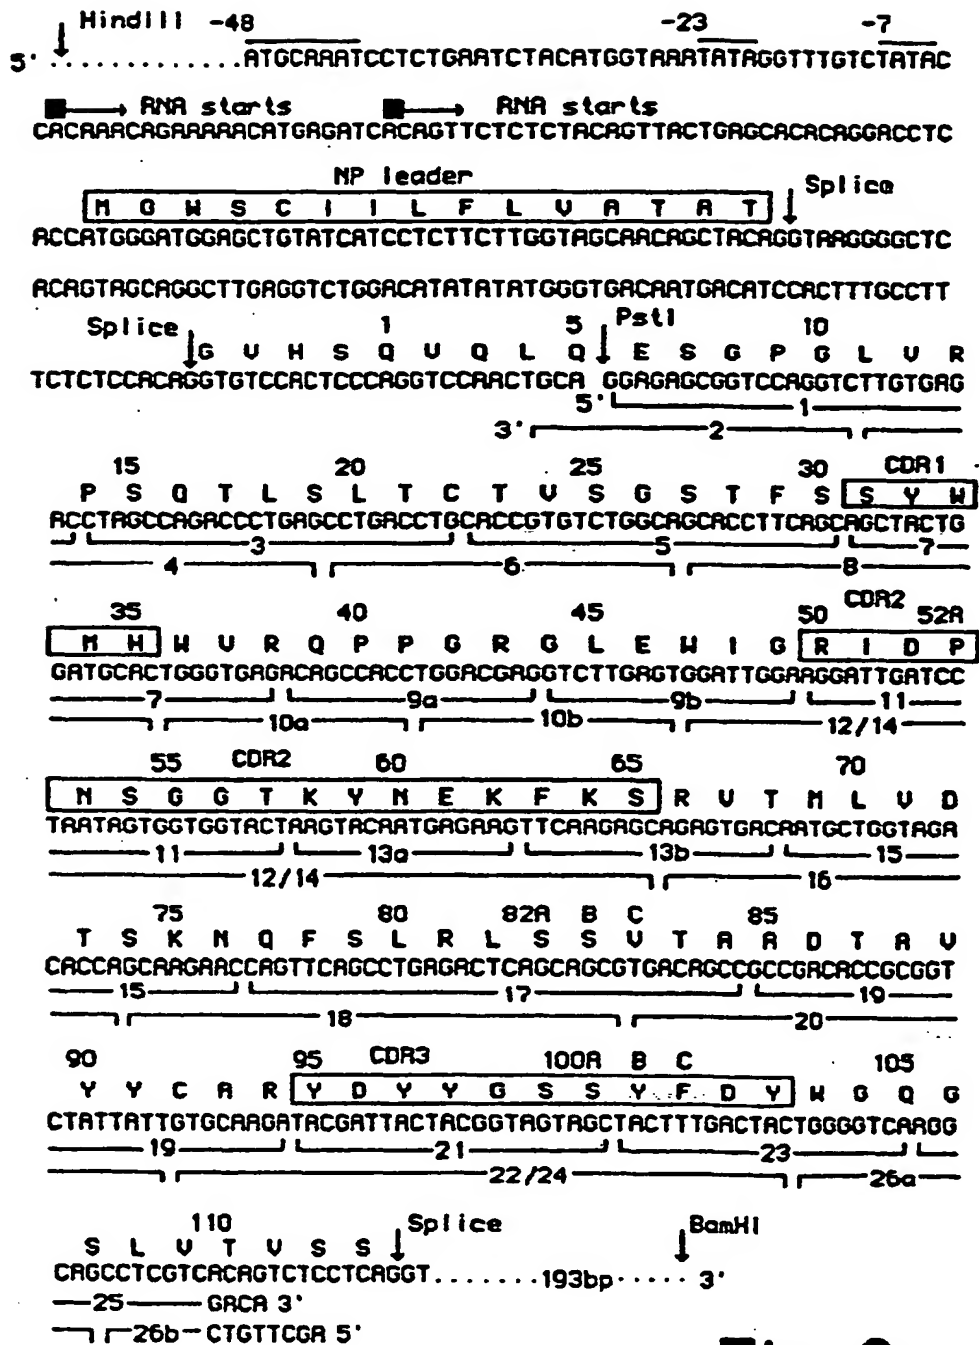 HindIII -48 -23 -7
5' ..............ATGCAAATCCTCTGAATCTACATGGTAAATATAGGTTTGTCTATAC
RNA starts RNA starts
CACAAACAGAAAAACATGAGATCACAGTTCTCTCTACAGTTACTGAGCACACAGGACCTC
NP leader Splice
M G W S C I I L F L V A T A T
ACCATGGGATGGAGCTGTATCATCCTCTTCTTGGTAGCAACAGCTACAGGTAAGGGGCTC
ACAGTAGCAGGCTTGAGGTCTGGACATATATATGGGTGACAATGACATCCACTTTGCCTT
Splice 1 5 PstI 10
G V H S Q V Q L Q E S G P G L V R
TCTCTCCACAGGTGTCCACTCCCAGGTCCAACTGCA GGAGAGCGGTCCAGGTCTTGTGAG
5' 1
3' 2
15 20 25 30 CDR1
P S Q T L S L T C T V S G S T F S S Y W
ACCTAGCCAGACCCTGAGCCTGACCTGCACCGTGTCTGGCAGCACCTTCAGCAGCTACTG
3 5 7
4 6 8
35 40 45 50 CDR2 52A
M H W V R Q P P G R G L E W I G R I D P
GATGCACTGGGTGAGACAGCCACCTGGACGAGGTCTTGAGTGGATTGGAAGGATTGATCC
7 9a 9b 11
10a 10b 12/14
55 CDR2 60 65 70
N S G G T K Y N E K F K S R V T M L V D
TAATAGTGGTGGTACTAAGTACAATGAGAAGTTCAAGAGCAGAGTGACAATGCTGGTAGA
11 13a 13b 15
12/14 16
75 80 82A B C 85
T S K N Q F S L R L S S V T A A D T A V
CACCAGCAAGAACCAGTTCAGCCTGAGACTCAGCAGCGTGACAGCCGCCGACACCGCGGT
15 17 19
18 20
90 95 CDR3 100A B C 105
Y Y C A R Y D Y Y G S S Y F D Y W G Q G
CTATTATTGTGCAAGATACGATTACTACGGTAGTAGCTACTTTGACTACTGGGGTCAAGG
19 21 23
22/24 26a
110 Splice BamHI
S L V T V S S
CAGCCTCGTCACAGTCTCCTCAGGT.......193bp..... 3'
25 GACA 3'
26b CTGTTCGA 5'